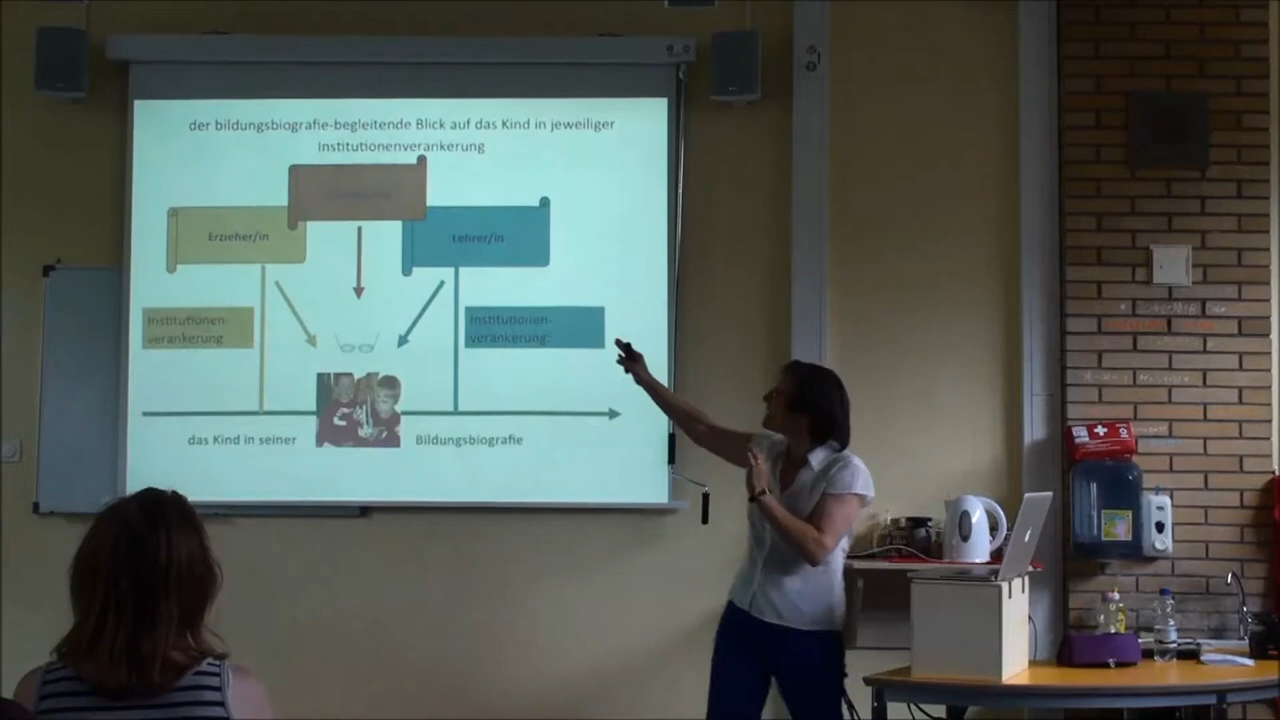 der bildungsbiografie-begleitende Blick auf das Kind in jeweiliger
Institutionenverankerung
Erzieher/in
Lehrer/in
Institutionen-
verankerung
Institutionen-
verankerung:
das Kind in seiner
Bildungsbiografie